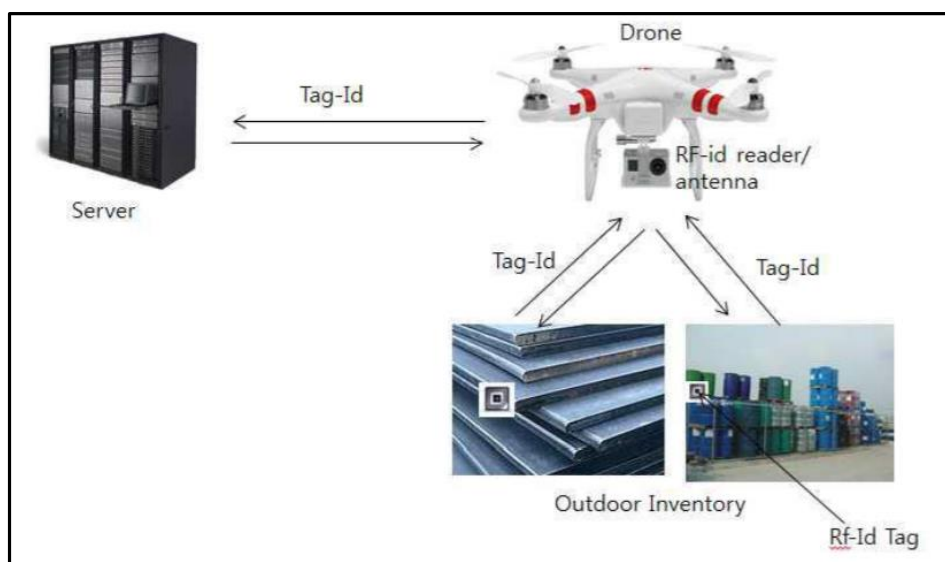 Drone
Tag-Id
RF-id reader/
antenna
Server
Tag-Id
Tag-Id
Outdoor Inventory
Rf-Id Tag